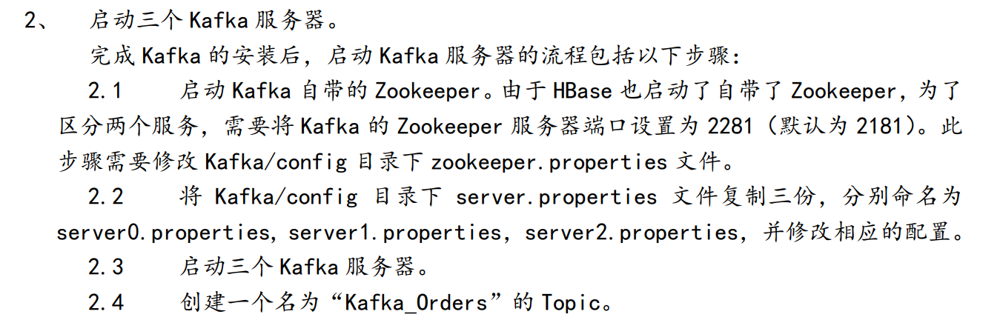 2、 启动三个 Kafka 服务器。
完成 Kafka 的安装后，启动 Kafka 服务器的流程包括以下步骤：
2.1 启动 Kafka 自带的 Zookeeper。由于 HBase 也启动了自带了 Zookeeper，为了
区分两个服务，需要将 Kafka 的 Zookeeper 服务器端口设置为 2281（默认为 2181）。此
步骤需要修改 Kafka/config 目录下 zookeeper.properties 文件。
2.2 将 Kafka/config 目录下 server.properties 文件复制三份，分别命名为
server0.properties, server1.properties, server2.properties, 并修改相应的配置。
2.3 启动三个 Kafka 服务器。
2.4 创建一个名为“Kafka_Orders”的 Topic。